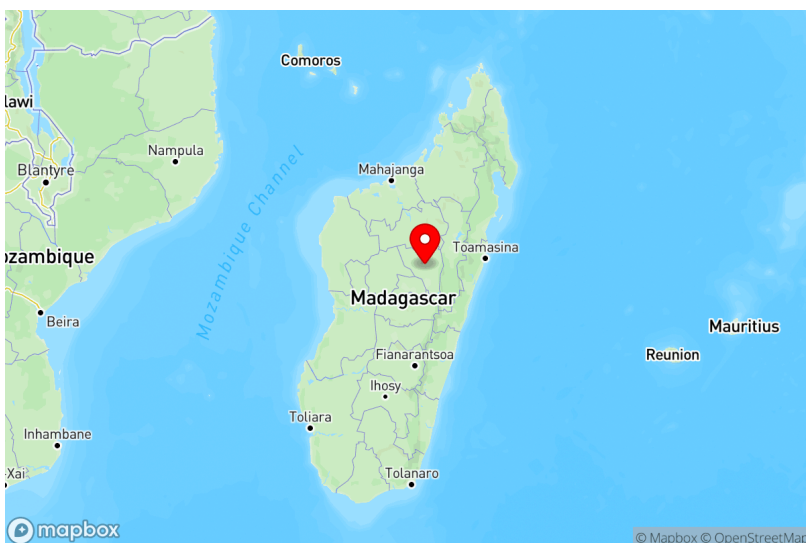 Comoros
lawi
Nampula
Blantyre
Mahajanga
Mozambique Channel
Toamasina
ozambique
Madagascar
Beira
Mauritius
Reunion
Fianarantsoa
Ihosy
Toliara
Inhambane
-Xai
Tolanaro
mapbox
© Mapbox © OpenStreetMap